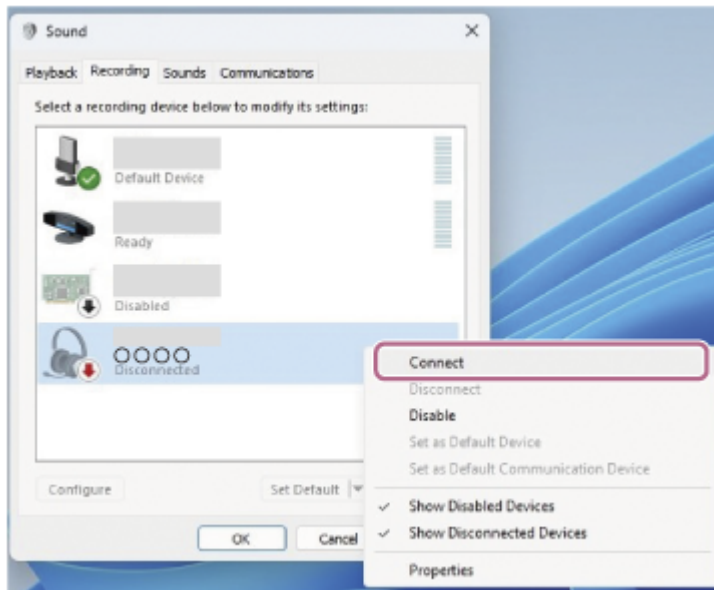 Sound
Playback Recording Sounds Communications
Select a recording device below to modify its settings:
Default Device
Ready
Disabled
OOOO
Disconnected
Connect
Disconnect
Disable
Set as Default Device
Set as Default Communication Device
Show Disabled Devices
Show Disconnected Devices
Properties
Configure Set Default
OK Cancel